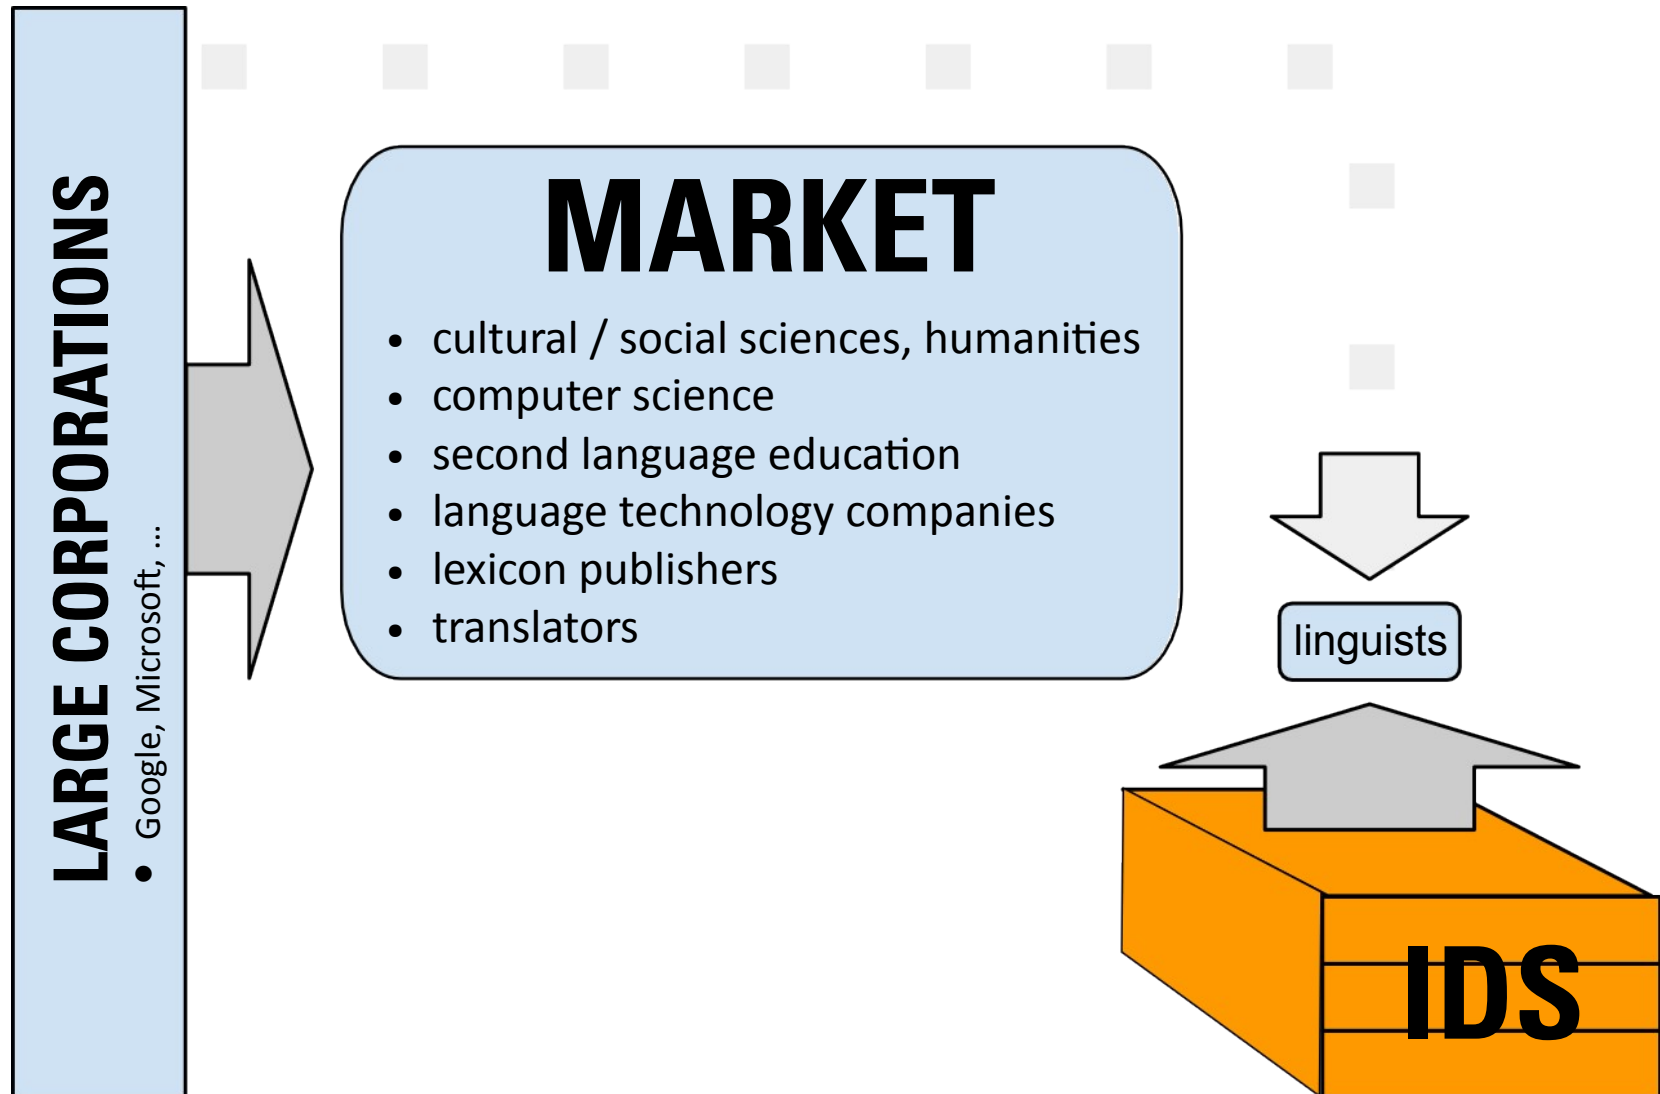 LARGE CORPORATIONS
• Google, Microsoft, ...
MARKET
• cultural / social sciences, humanities
• computer science
• second language education
• language technology companies
• lexicon publishers
• translators
linguists
IDS